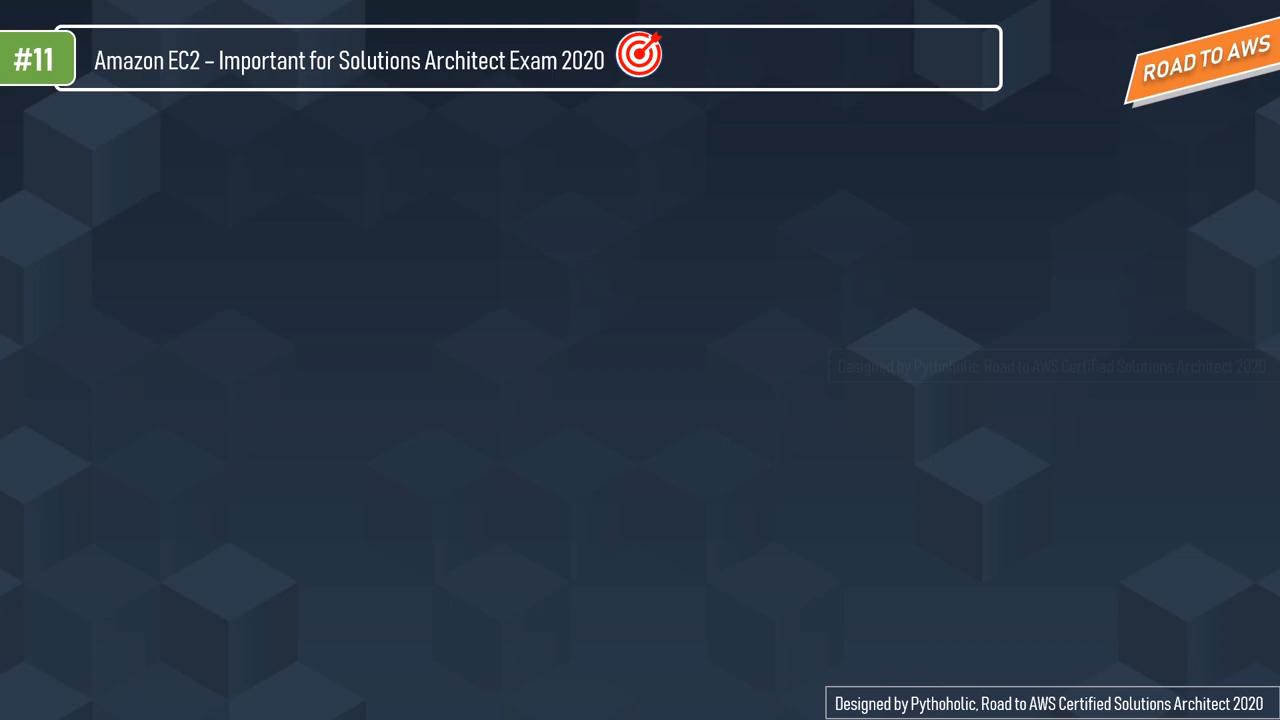 #11
Amazon EC2 – Important for Solutions Architect Exam 2020
ROAD TO AWS
Designed by Pythoholic, Road to AWS Certified Solutions Architect 2020
Designed by Pythoholic, Road to AWS Certified Solutions Architect 2020